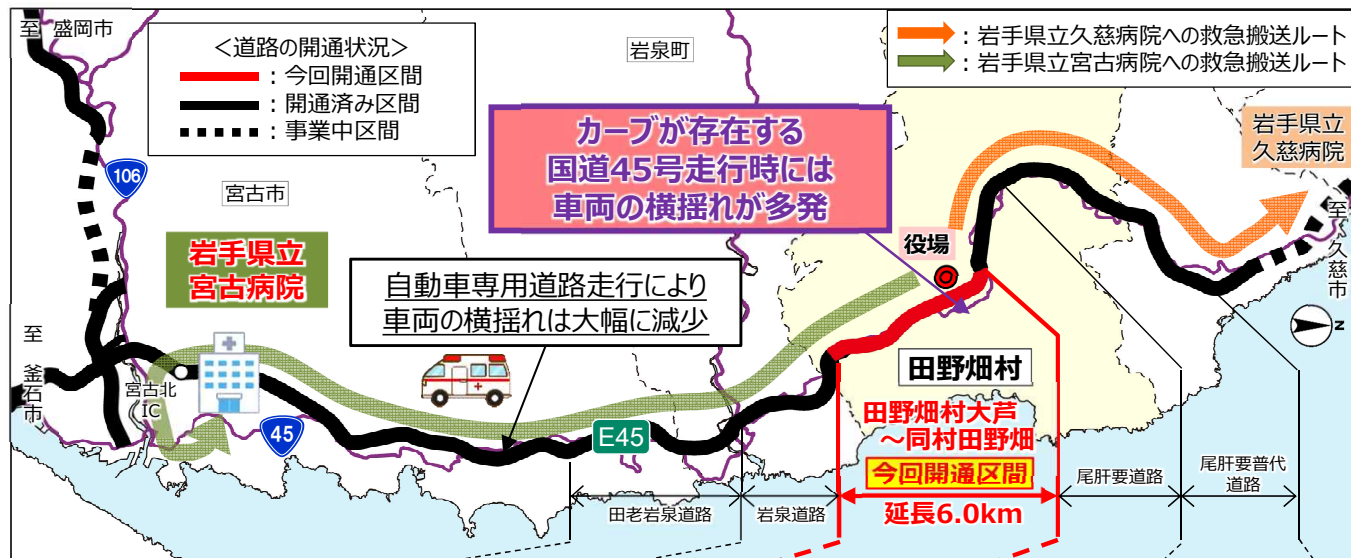 至 盛岡市
<道路の開通状況>
：今回開通区間
：開通済み区間
：事業中区間
岩泉町
：岩手県立久慈病院への救急搬送ルート
：岩手県立宮古病院への救急搬送ルート
カーブが存在する
国道45号走行時には
車両の横揺れが多発
岩手県立
久慈病院
106
宮古市
至
久慈市
岩手県立
宮古病院
役場
自動車専用道路走行により
車両の横揺れは大幅に減少
N
至
釜石市
宮古北
IC
田野畑村
45
E45
田野畑村大芦
～同村田野畑
今回開通区間
延長6.0km
田老岩泉道路
岩泉道路
尾肝要道路
尾肝要普代
道路